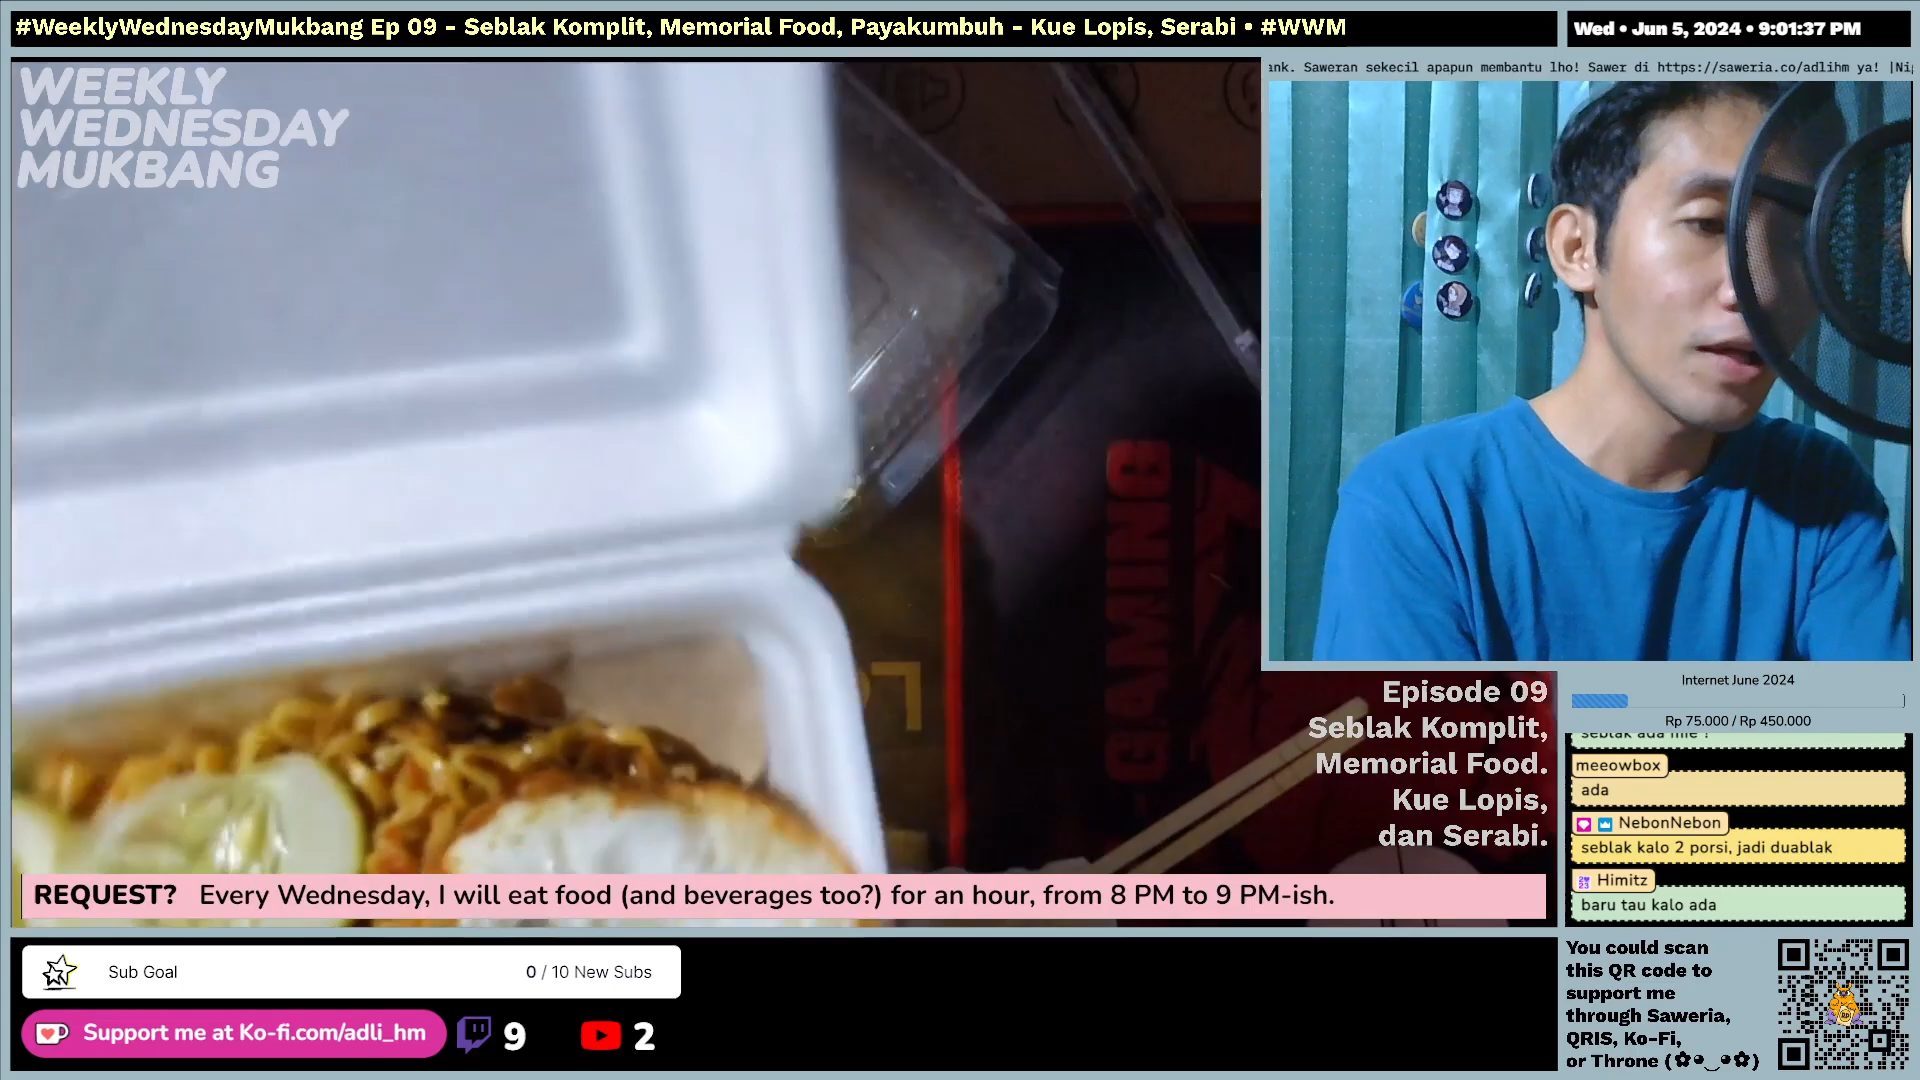 #WeeklyWednesdayMukbang Ep 09 - Seblak Komplit, Memorial Food, Payakumbuh - Kue Lopis, Serabi • #WWM
Wed • Jun 5, 2024 • 9:01:37 PM
ank. Saweran sekecil apapun membantu lho! Sawer di https://saweria.co/adlihm ya! |Ni
WEEKLY
WEDNESDAY
MUKBANG
GAMING
Episode 09
Seblak Komplit,
Memorial Food.
Kue Lopis,
dan Serabi.
Internet June 2024
Rp 75.000 / Rp 450.000
seblak ada mie ?
meeowbox
ada
NebonNebon
seblak kalo 2 porsi, jadi duablak
Himitz
baru tau kalo ada
REQUEST? Every Wednesday, I will eat food (and beverages too?) for an hour, from 8 PM to 9 PM-ish.
Sub Goal
0 / 10 New Subs
Support me at Ko-fi.com/adli_hm
9
2
You could scan
this QR code to
support me
through Saweria,
QRIS, Ko-Fi,
or Throne (✿◕‿◕✿)